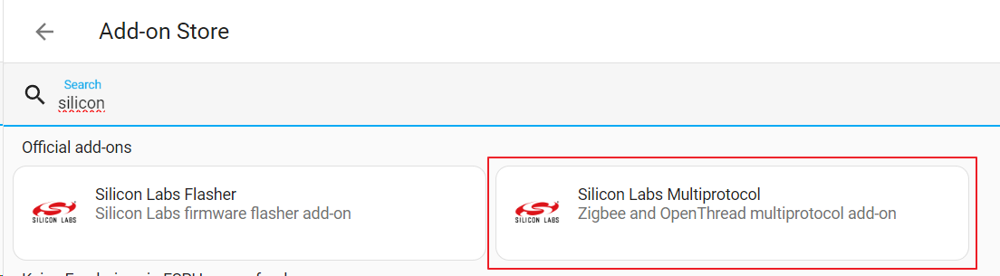 Add-on Store
Search
silicon
Official add-ons
Silicon Labs Flasher
Silicon Labs firmware flasher add-on
SILICON LABS
Silicon Labs Multiprotocol
Zigbee and OpenThread multiprotocol add-on
SILICON LABS